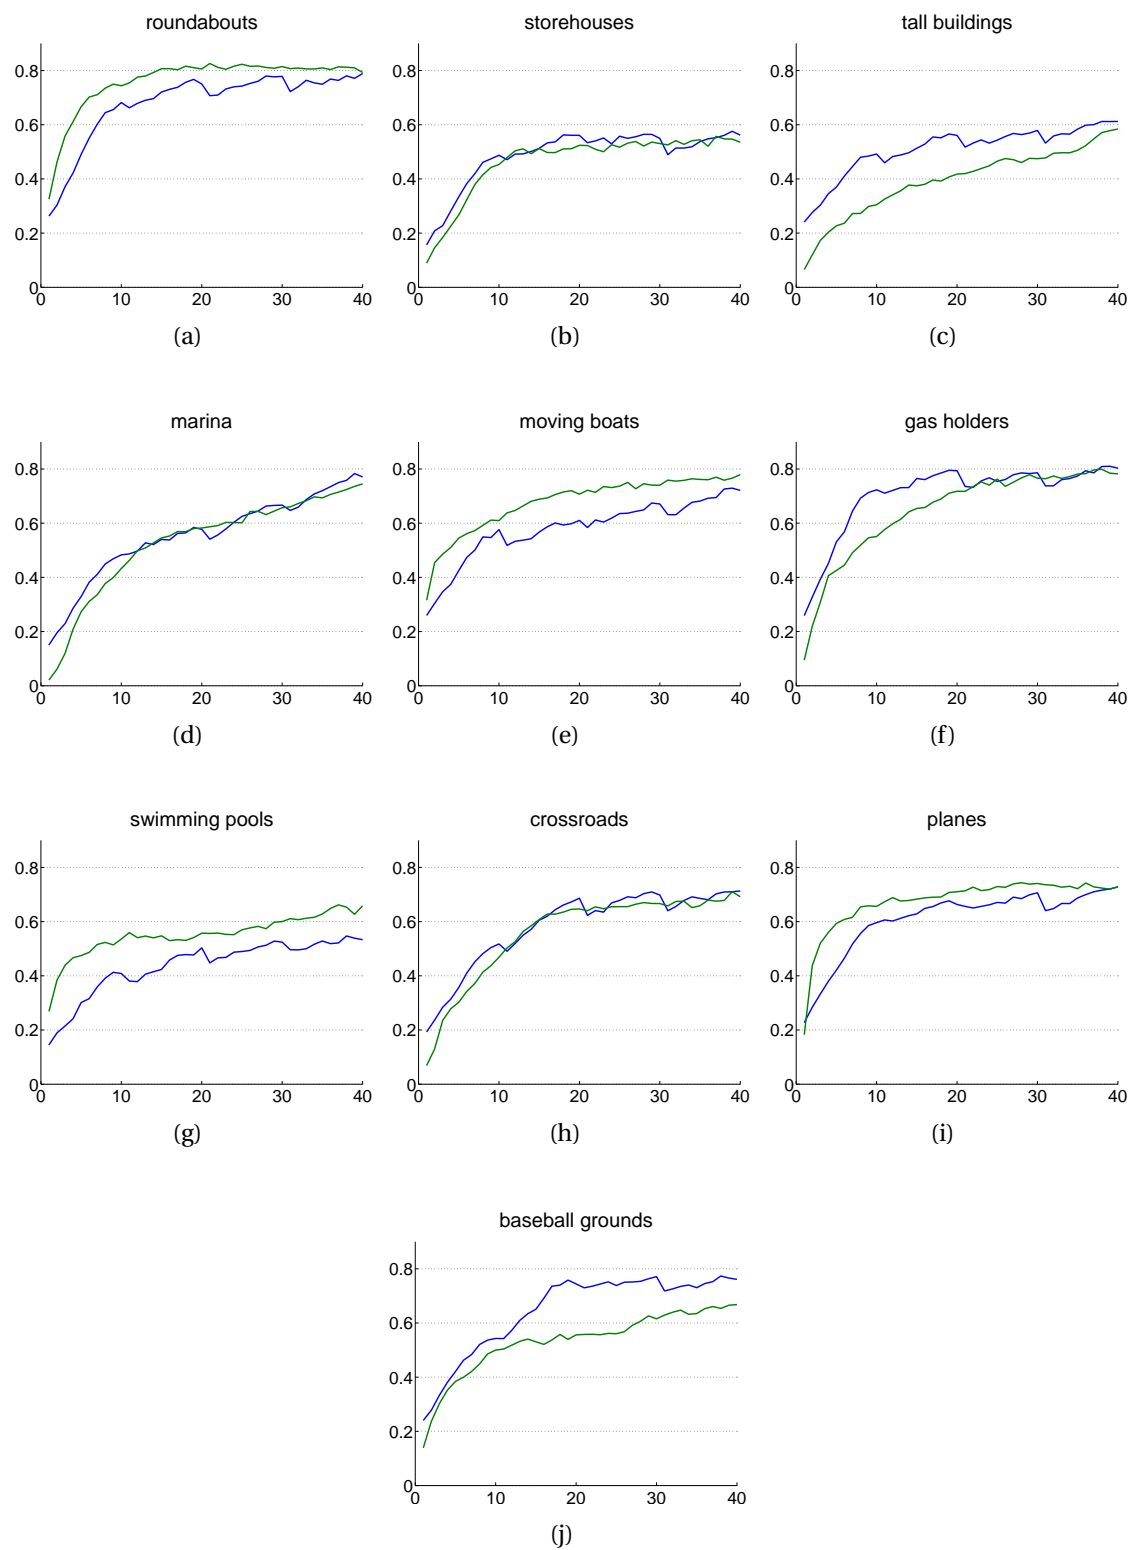 roundabouts storehouses tall buildings
0.8 0.8 0.8
0.6 0.6 0.6
0.4 0.4 0.4
0.2 0.2 0.2
0 0 0
0 10 20 30 40 0 10 20 30 40 0 10 20 30 40
(a) (b) (c)
marina moving boats gas holders
0.8 0.8 0.8
0.6 0.6 0.6
0.4 0.4 0.4
0.2 0.2 0.2
0 0 0
0 10 20 30 40 0 10 20 30 40 0 10 20 30 40
(d) (e) (f)
swimming pools crossroads planes
0.8 0.8 0.8
0.6 0.6 0.6
0.4 0.4 0.4
0.2 0.2 0.2
0 0 0
0 10 20 30 40 0 10 20 30 40 0 10 20 30 40
(g) (h) (i)
baseball grounds
0.8
0.6
0.4
0.2
0
0 10 20 30 40
(j)